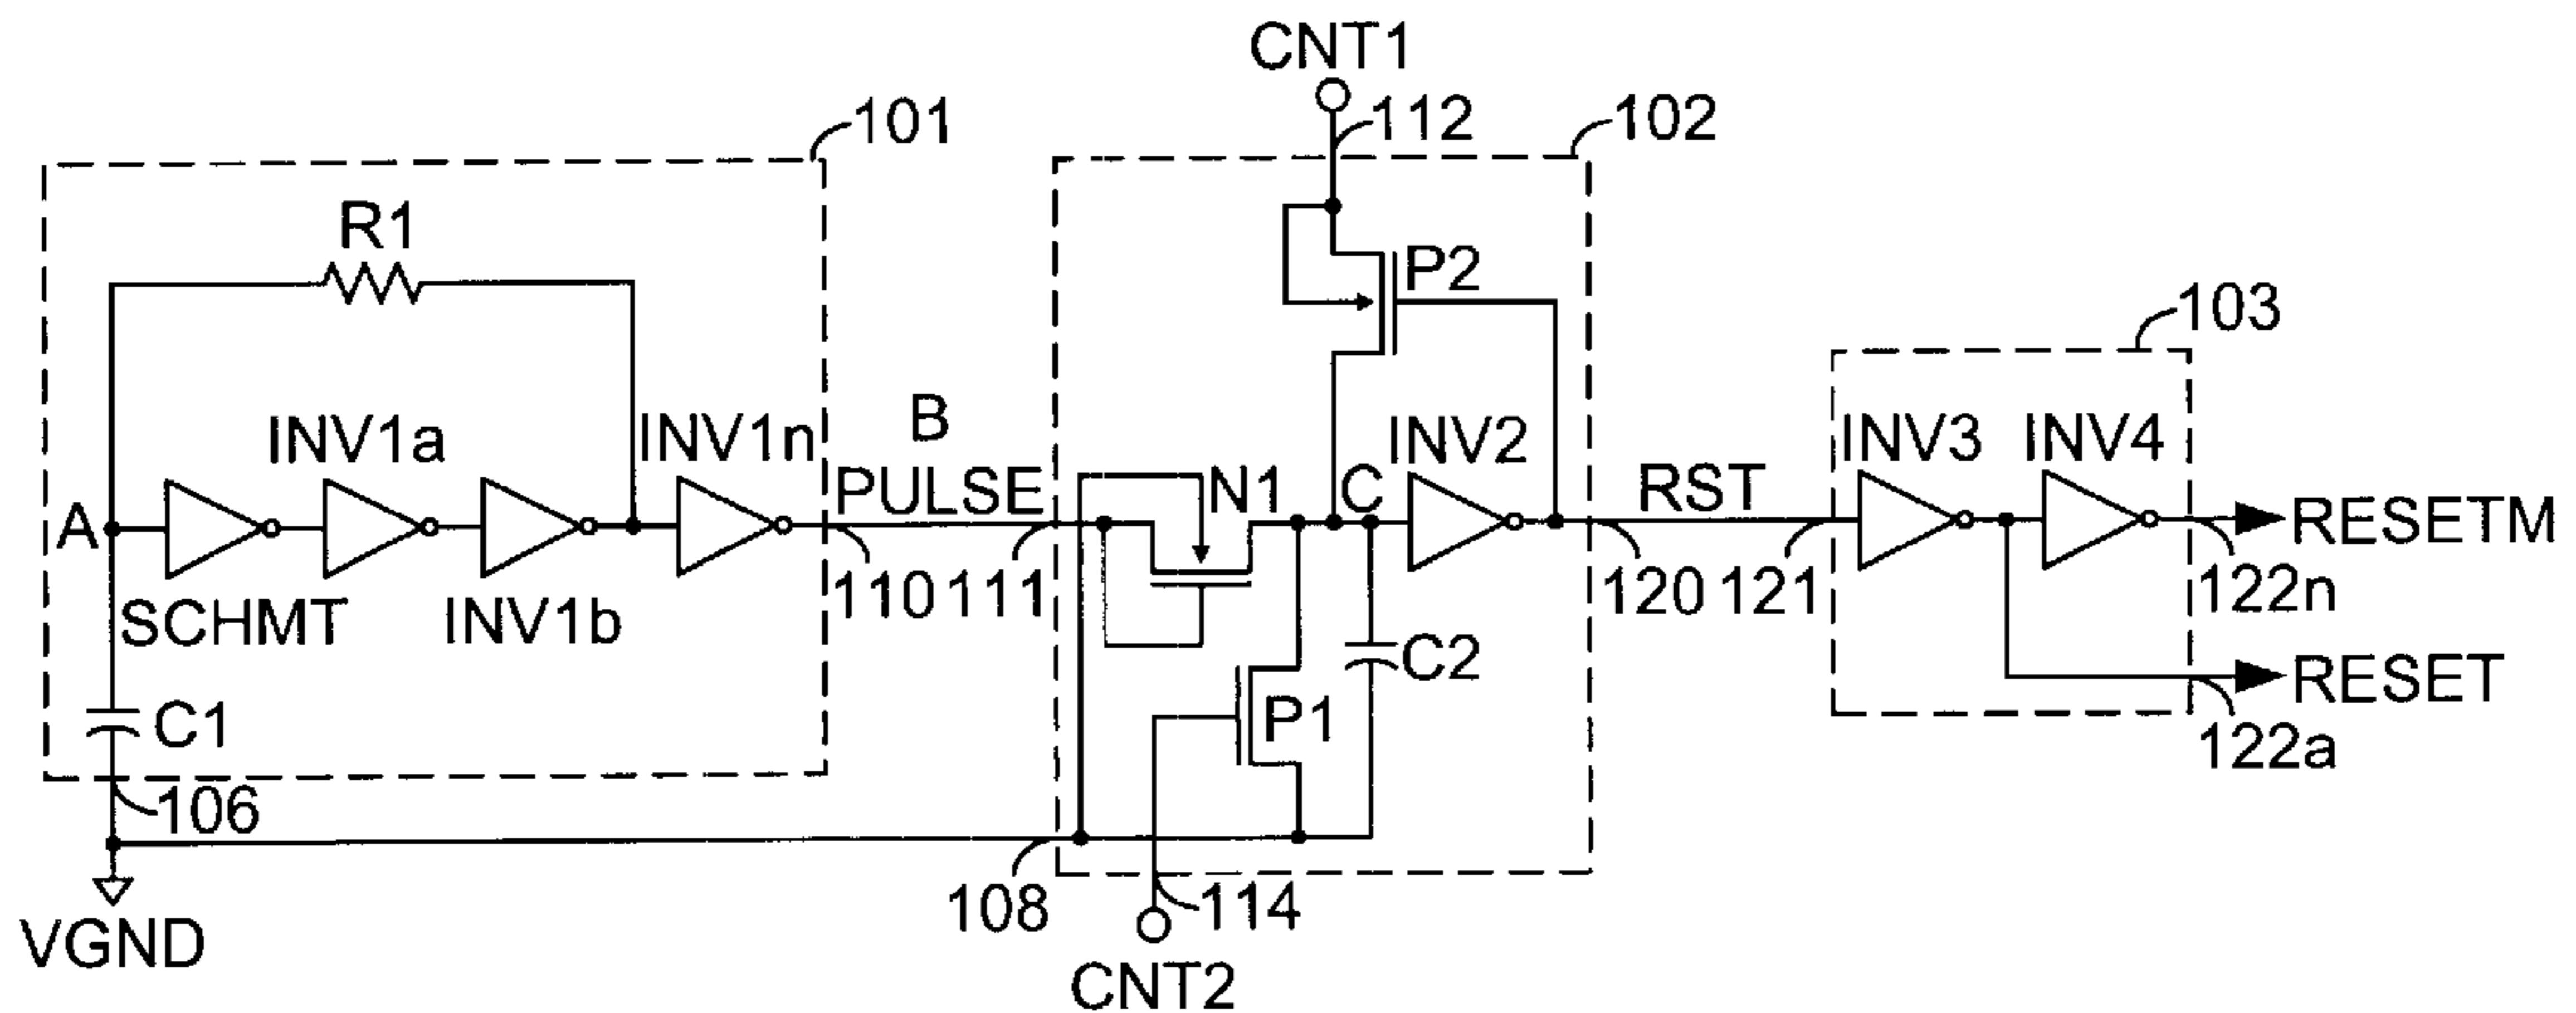 CNT1
101
112
102
R1
P2
103
INV1a
INV1n
B
INV2
INV3
INV4
A
PULSE
N1
C
RST
RESETM
SCHMT
INV1b
110
111
120
121
122n
C2
RESET
C1
P1
122a
106
108
114
VGND
CNT2